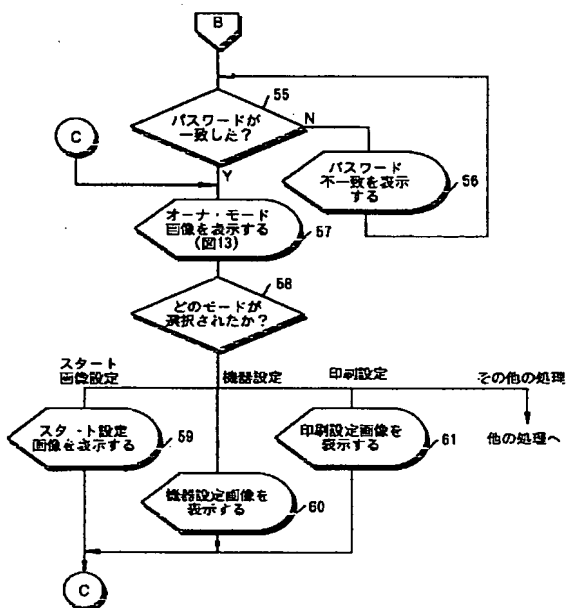 B
55
パスワードが
一致した？
N
C
Y
パスワード
不一致を表示
する
56
オーナ・モード
画像を表示する
(図13)
57
58
どのモードが
選択されたか？
スタート
画像設定
機器設定
印刷設定
その他の処理
スタート設定
画像を表示する
59
印刷設定画像を
表示する
61
他の処理へ
機器設定画像を
表示する
60
C